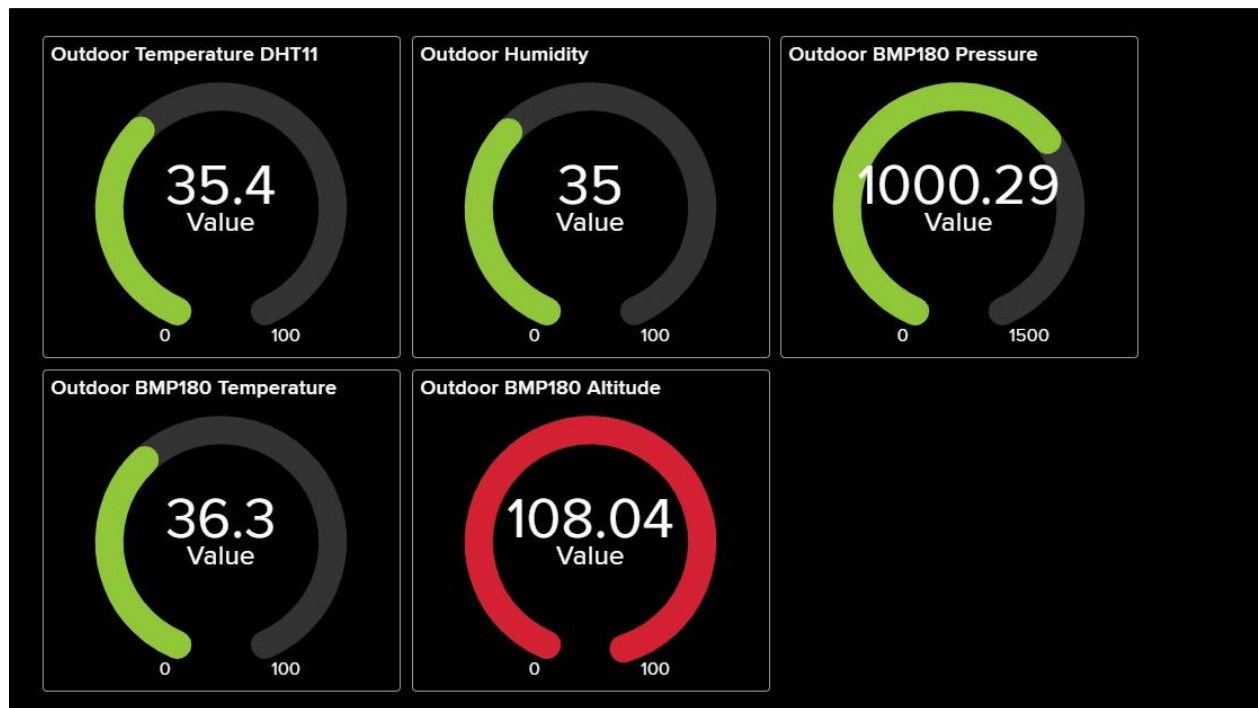 Outdoor Temperature DHT11
35.4
Value
0 100
Outdoor Humidity
35
Value
0 100
Outdoor BMP180 Pressure
1000.29
Value
0 1500
Outdoor BMP180 Temperature
36.3
Value
0 100
Outdoor BMP180 Altitude
108.04
Value
0 100